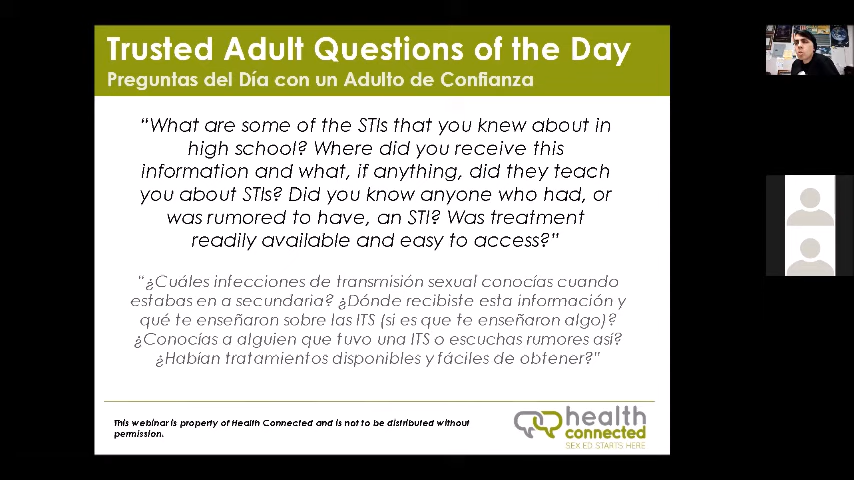 Trusted Adult Questions of the Day
Preguntas del Día con un Adulto de Confianza
“What are some of the STIs that you knew about in
high school? Where did you receive this
information and what, if anything, did they teach
you about STIs? Did you know anyone who had, or
was rumored to have, an STI? Was treatment
readily available and easy to access?”
“¿Cuáles infecciones de transmisión sexual conocías cuando
estabas en a secundaria? ¿Dónde recibiste esta información y
qué te enseñaron sobre las ITS (si es que te enseñaron algo)?
¿Conocías a alguien que tuvo una ITS o escuchas rumores así?
¿Habían tratamientos disponibles y fáciles de obtener?”
This webinar is property of Health Connected and is not to be distributed without
permission.
health
connected
SEX ED STARTS HERE